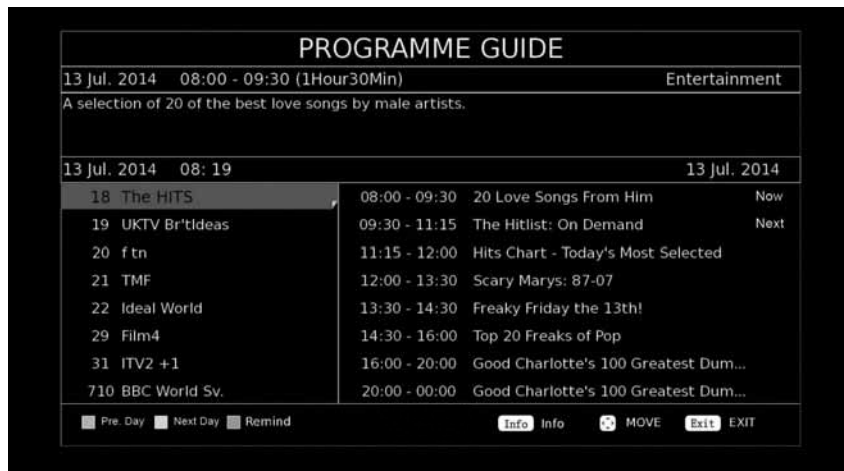 PROGRAMME GUIDE
13 Jul. 2014 08:00 - 09:30 (1Hour30Min) Entertainment
A selection of 20 of the best love songs by male artists.
13 Jul. 2014 08: 19 13 Jul. 2014
18 The HITS 08:00 - 09:30 20 Love Songs From Him Now
19 UKTV Br'tIdeas 09:30 - 11:15 The Hitlist: On Demand Next
20 f tn 11:15 - 12:00 Hits Chart - Today's Most Selected
21 TMF 12:00 - 13:30 Scary Marys: 87-07
22 Ideal World 13:30 - 14:30 Freaky Friday the 13th!
29 Film4 14:30 - 16:00 Top 20 Freaks of Pop
31 ITV2 +1 16:00 - 20:00 Good Charlotte's 100 Greatest Dum...
710 BBC World Sv. 20:00 - 00:00 Good Charlotte's 100 Greatest Dum...
Pre. Day Next Day Remind Info Info MOVE Exit EXIT